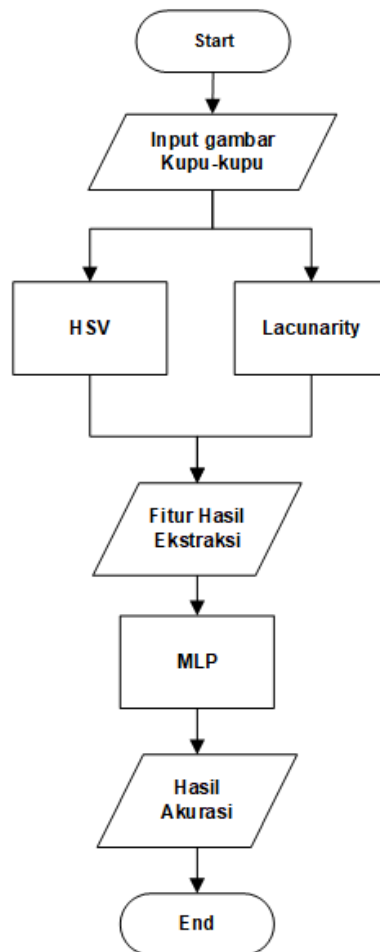 Start
Input gambar
Kupu-kupu
HSV
Lacunarity
Fitur Hasil
Ekstraksi
MLP
Hasil
Akurasi
End